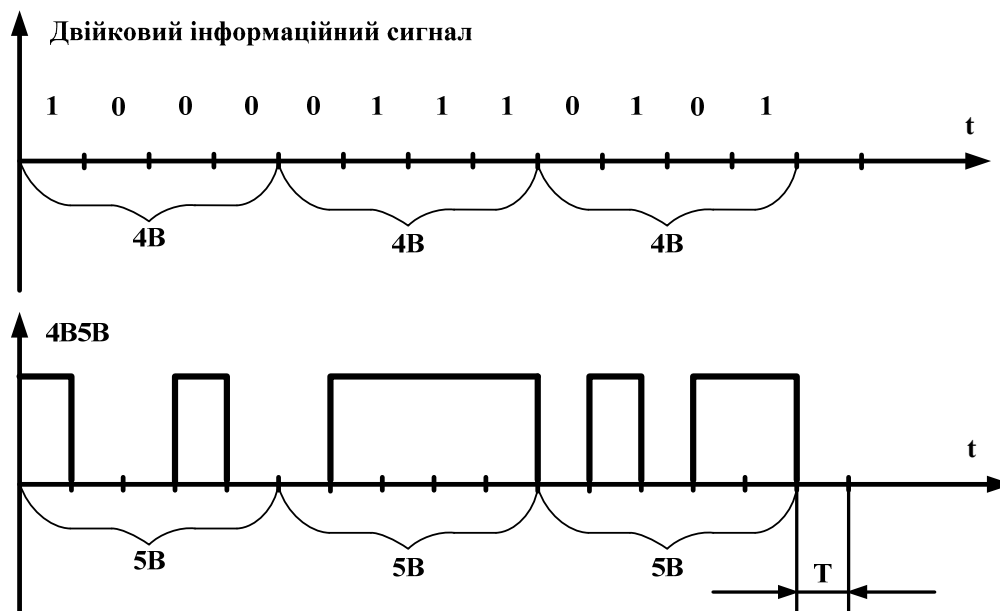 Двійковий інформаційний сигнал
1 0 0 0 0 1 1 1 0 1 0 1
t
4B 4B 4B
4B5B
t
5B 5B 5B
T